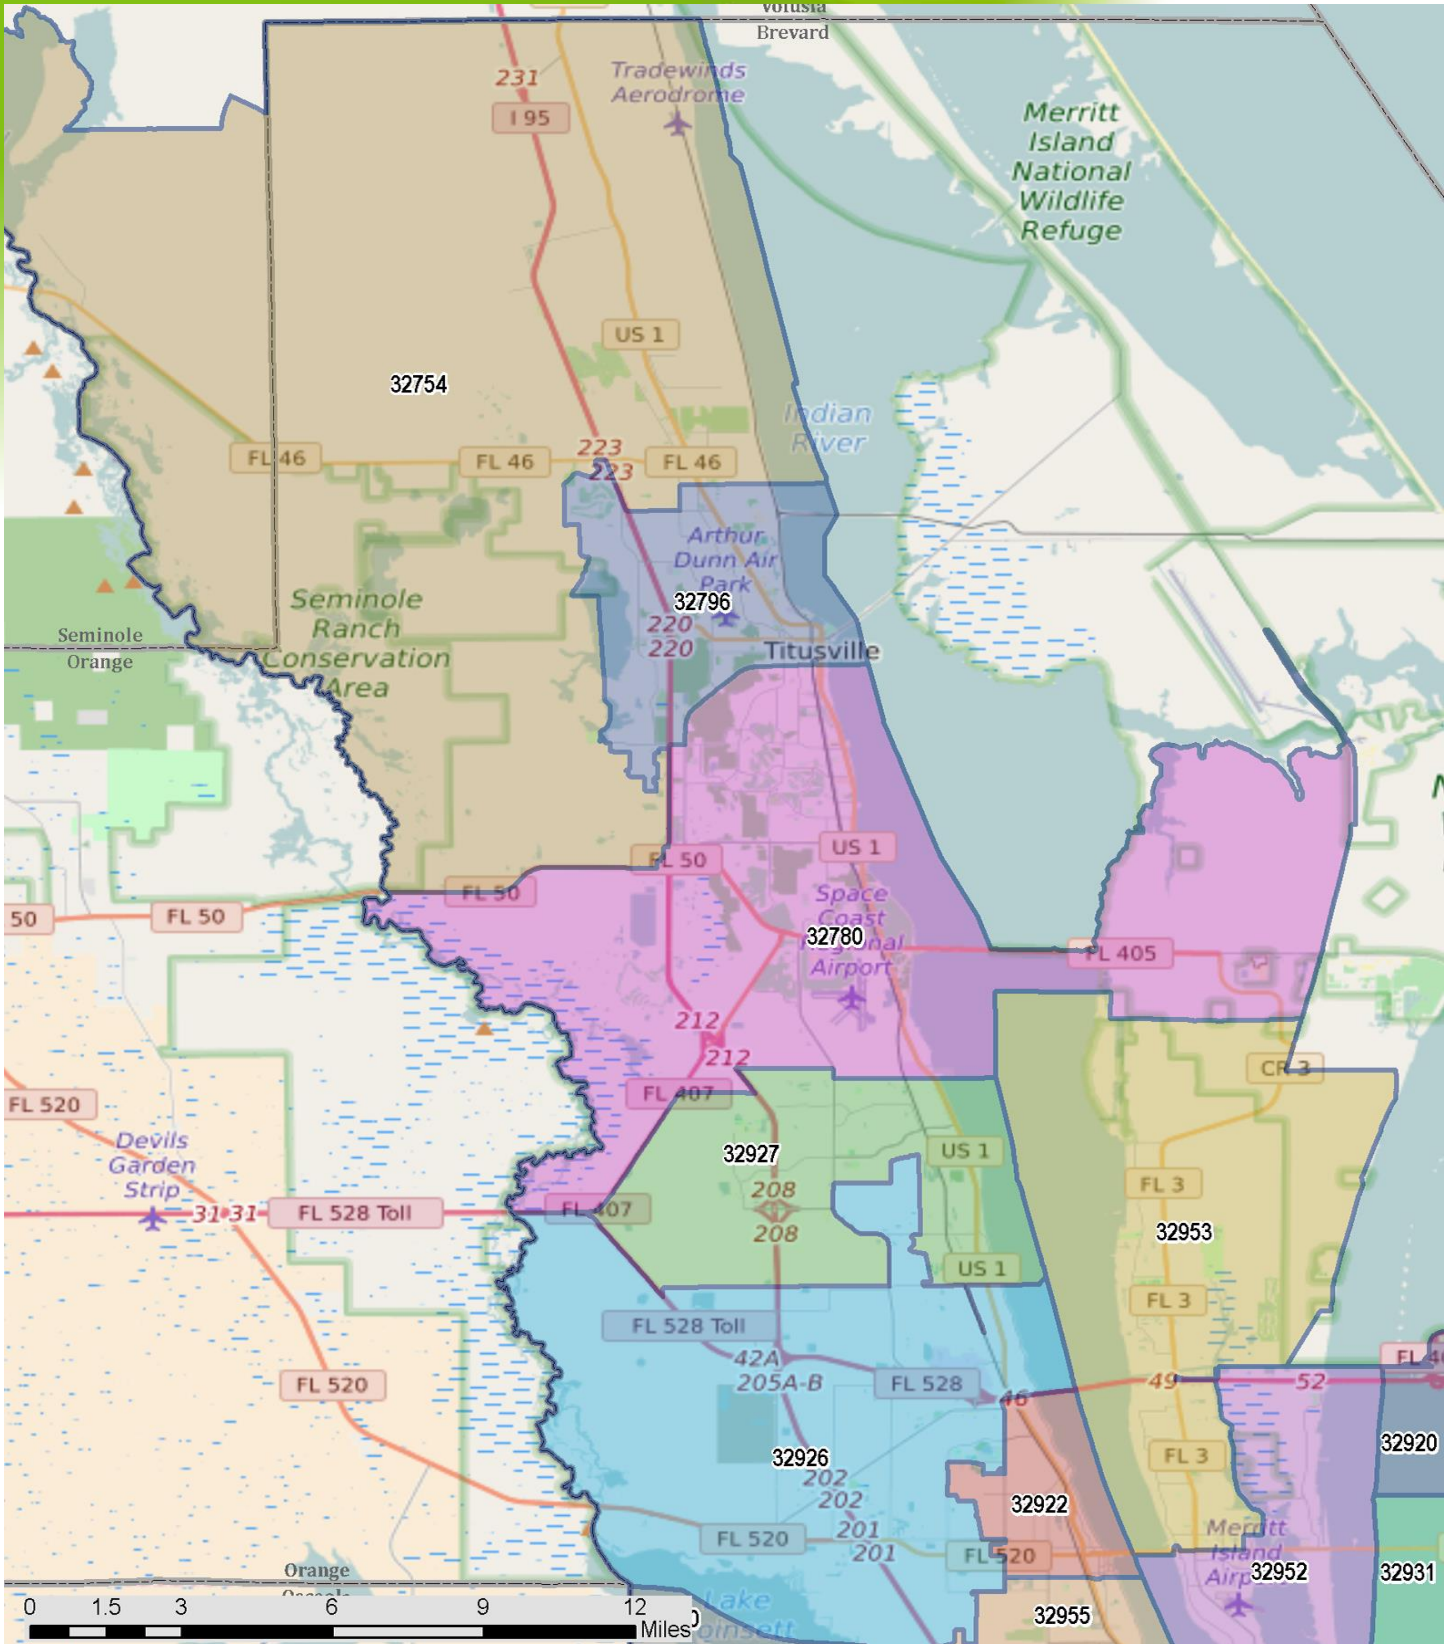 Volusia
Brevard
231
Tradewinds
Aerodrome
I 95
Merritt
Island
National
Wildlife
Refuge
US 1
32754
Indian
River
FL 46
FL 46
223
FL 46
223
Arthur
Dunn Air
Park
32796
Seminole
Ranch
Conservation
Area
220
220
Seminole
Orange
Titusville
FL 50
US 1
FL 50
Space
Coast
Regional
Airport
32780
50
FL 50
FL 405
212
212
FL 407
CR 3
FL 520
Devils
Garden
Strip
32927
US 1
208
208
FL 3
31 31
FL 528 Toll
FL 407
32953
US 1
FL 3
FL 528 Toll
42A
205A-B
FL 528
46
49
52
FL 520
32920
32926
FL 3
202
202
32922
201
201
FL 520
FL 520
Merritt
Island
Airport
32952
32931
Orange
Lake
32955
0 1.5 3 6 9 12
Miles